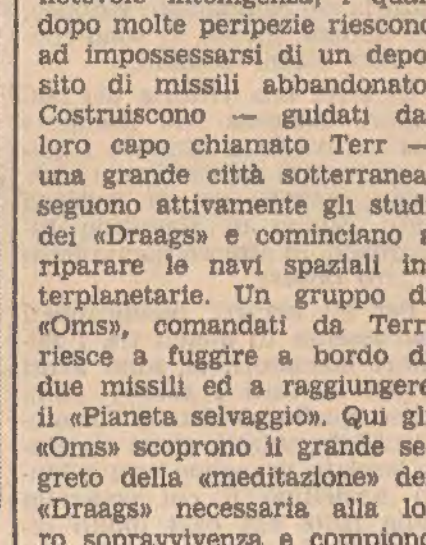 dopo molte peripezie riescono
ad impossessarsi di un depo
sito di missili abbandonato
Costruiscono — guidati da
loro capo chiamato Terr —
una grande città sotterranea
seguono attivamente gli stud
dei «Draags» e cominciano a
riparare le navi spaziali in
terplanetarie. Un gruppo d
«Oms», comandati da Terr
riesce a fuggire a bordo d
due missili ed a raggiungere
il «Pianeta selvaggio». Qui gl
«Oms» scoprono il grande se
greto della «meditazione» de
«Draags» necessaria alla lo
ro sopravvivenza e compiono